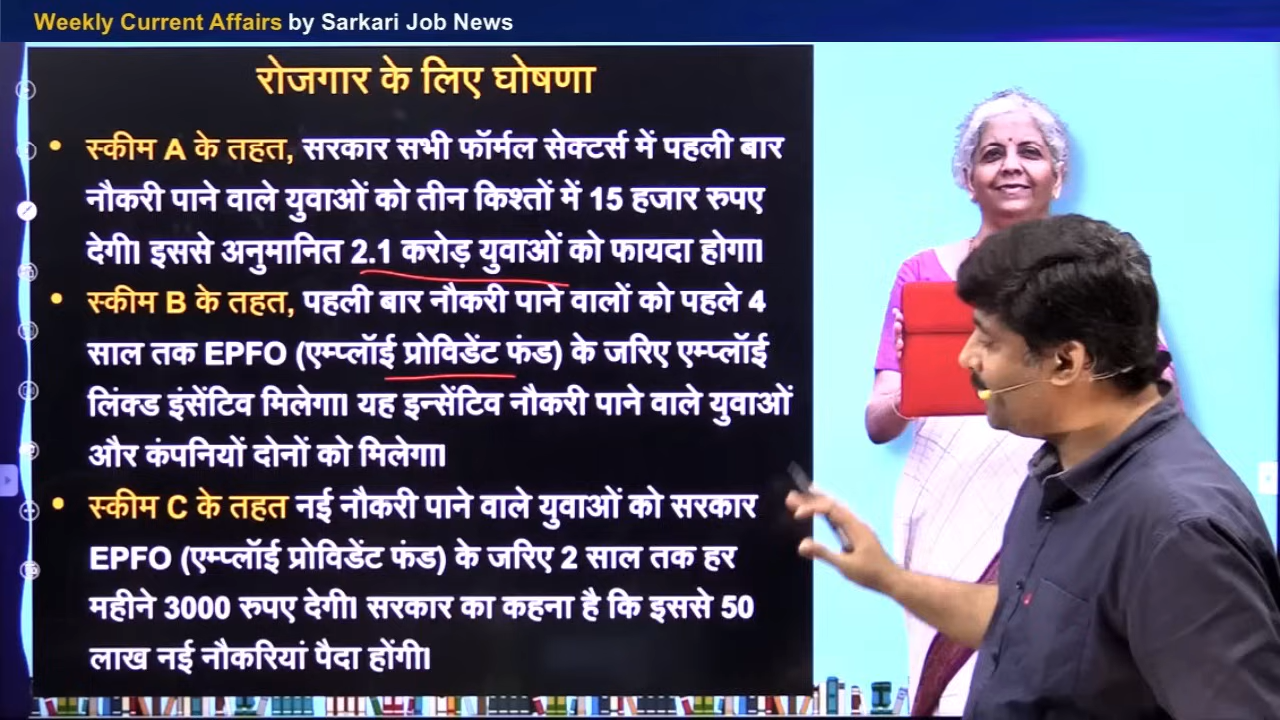 Weekly Current Affairs by Sarkari Job News
रोजगार के लिए घोषणा
• स्कीम A के तहत, सरकार सभी फॉर्मल सेक्टर्स में पहली बार
नौकरी पाने वाले युवाओं को तीन किश्तों में 15 हजार रुपए
देगी। इससे अनुमानित 2.1 करोड़ युवाओं को फायदा होगा।
• स्कीम B के तहत, पहली बार नौकरी पाने वालों को पहले 4
साल तक EPFO (एम्प्लॉई प्रोविडेंट फंड) के जरिए एम्प्लॉई
लिंक्ड इंसेंटिव मिलेगा। यह इन्सेंटिव नौकरी पाने वाले युवाओं
और कंपनियों दोनों को मिलेगा।
• स्कीम C के तहत नई नौकरी पाने वाले युवाओं को सरकार
EPFO (एम्प्लॉई प्रोविडेंट फंड) के जरिए 2 साल तक हर
महीने 3000 रुपए देगी। सरकार का कहना है कि इससे 50
लाख नई नौकरियां पैदा होंगी।